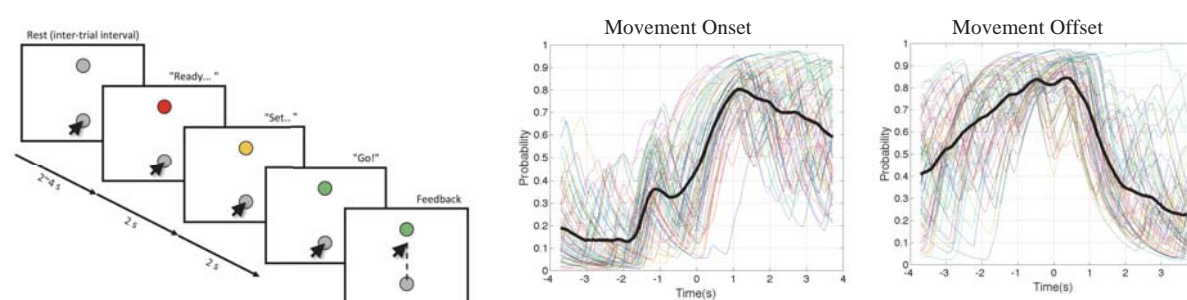 Rest (inter-trial interval)
"Ready..."
"Set..."
"Go!"
Feedback
2~4 s
2 s
2 s
Movement Onset
1
0.9
0.8
0.7
0.6
0.5
0.4
0.3
0.2
0.1
0
Probability
-4 -3 -2 -1 0 1 2 3 4
Time(s)
Movement Offset
1
0.9
0.8
0.7
0.6
0.5
0.4
0.3
0.2
0.1
0
Probability
-4 -3 -2 -1 0 1 2 3
Time(s)